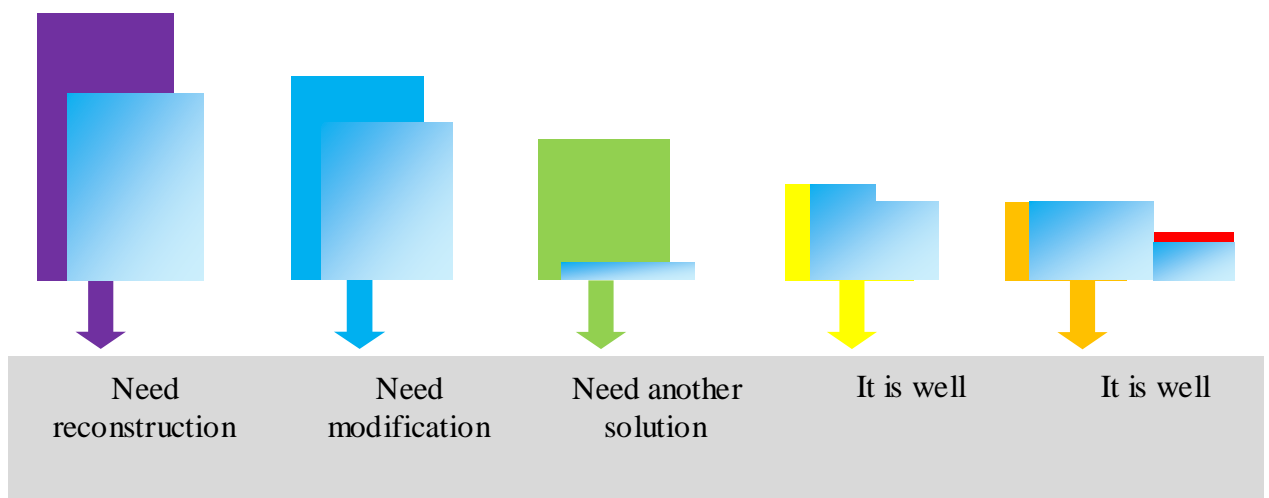 Need
reconstruction
Need
modification
Need another
solution
It is well
It is well